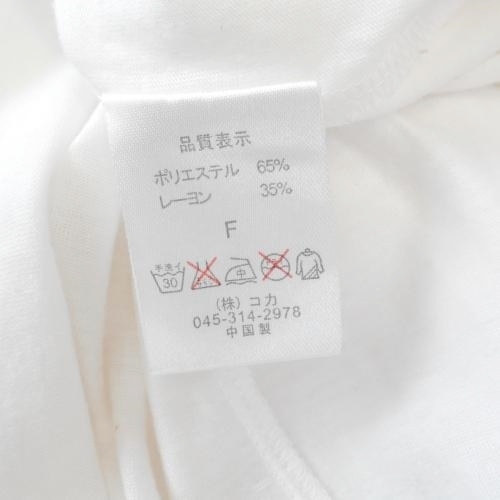 品質表示
ポリエステル 65%
レーヨン 35%
F
手洗イ 30 中
(株) コカ
045-314-2978
中国製